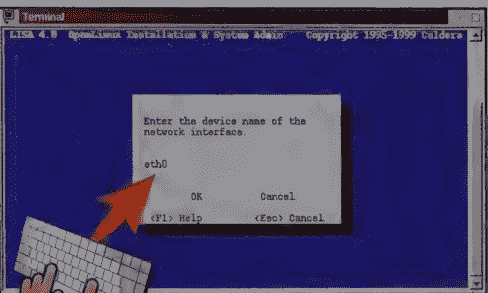 Terminal
LISA 4.0 OpenLinux Installation & System Admin Copyright 1995-1999 Caldera
Enter the device name of the
network interface.
eth0
OK Cancel
<F1> Help <Esc> Cancel